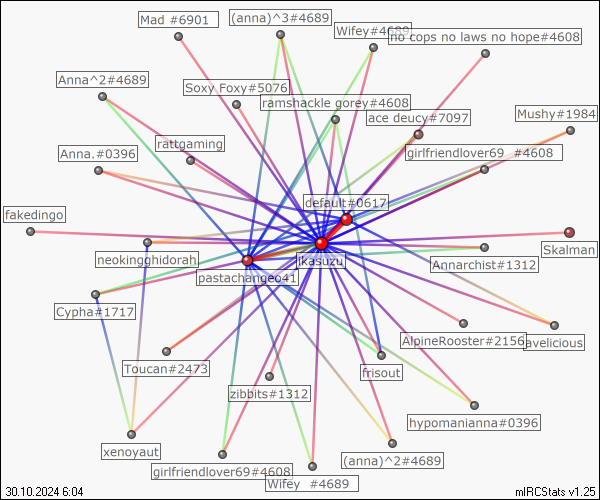 Mad #6901
(anna)^3#4689
Wifey#4689
no cops no laws no hope#4608
Anna^2#4689
Soxy Foxy#5076
ramshackle gorey#4608
ace deucy#7097
Mushy#1984
rattgaming
Anna.#0396
girlfriendlover69 #4608
default#0617
fakedingo
neokingghidorah
ikasuzu
Annarchist#1312
Skalman
pastachangeo41
Cypha#1717
AlpineRooster#2156
avelicious
Toucan#2473
frisout
zibbits#1312
hypomanianna#0396
xenoyaut
girlfriendlover69#4608
(anna)^2#4689
Wifey #4689
30.10.2024 6:04
mIRCStats v1.25